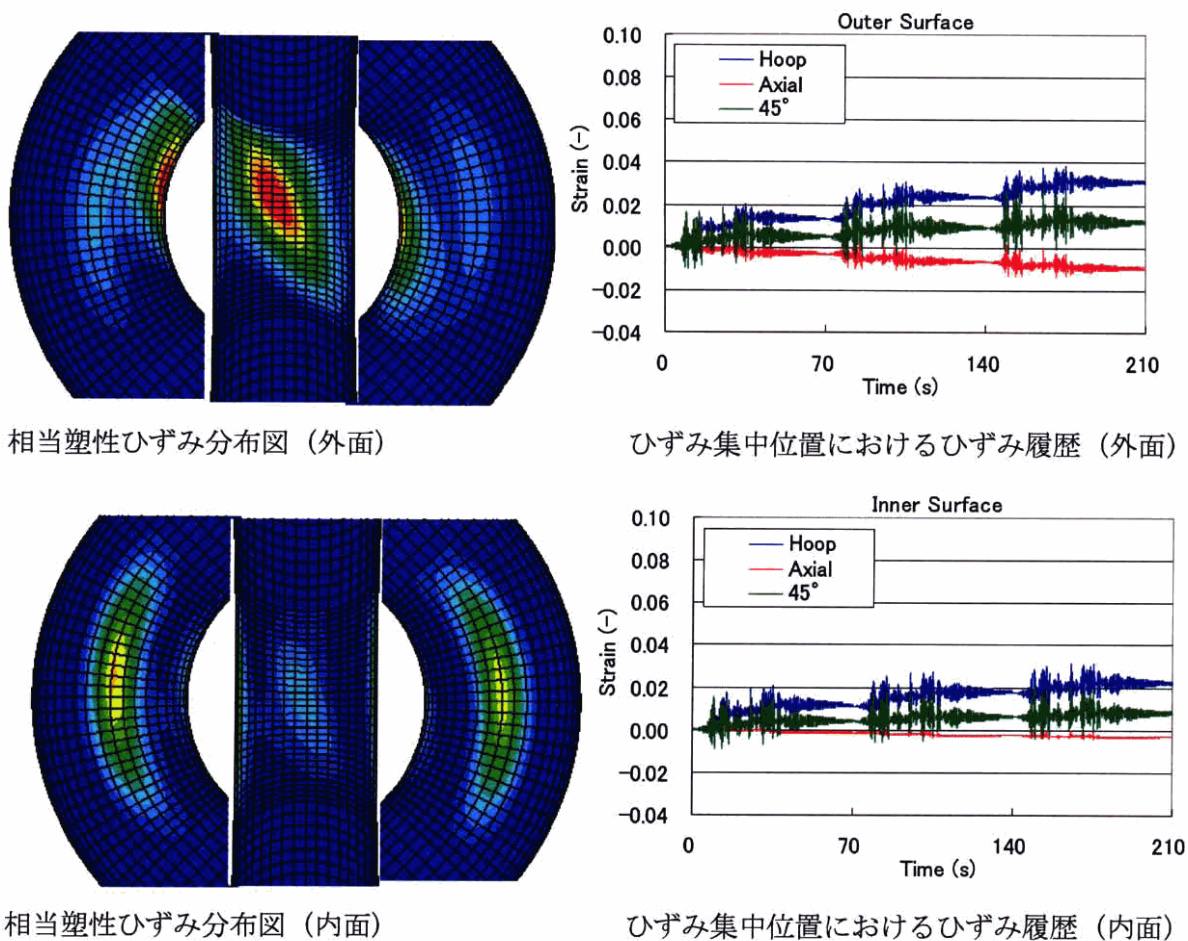 Outer Surface
0.10
0.08
0.06
0.04
0.02
0.00
−0.02
−0.04
Strain (-)
Hoop
Axial
45°
0
70
140
210
Time (s)
相当塑性ひずみ分布図（外面）
ひずみ集中位置におけるひずみ履歴（外面）
Inner Surface
0.10
0.08
0.06
0.04
0.02
0.00
−0.02
−0.04
Strain (-)
Hoop
Axial
45°
0
70
140
210
Time (s)
相当塑性ひずみ分布図（内面）
ひずみ集中位置におけるひずみ履歴（内面）